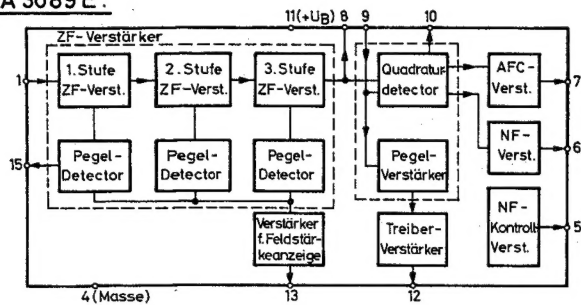 A 3089 E.
11(+UB) 8 9 10
ZF-Verstärker
1
1. Stufe
ZF-Verst.
2. Stufe
ZF-Verst.
3. Stufe
ZF-Verst.
Quadratur-
detector
AFC-
Verst.
7
15
Pegel-
Detector
Pegel-
Detector
Pegel-
Detector
Pegel-
Verstärker
NF-
Verst.
6
Verstärker
f. Feldstär-
keanzeige
Treiber-
Verstärker
NF-
Kontroll
Verst.
5
4 (Masse)
13
12